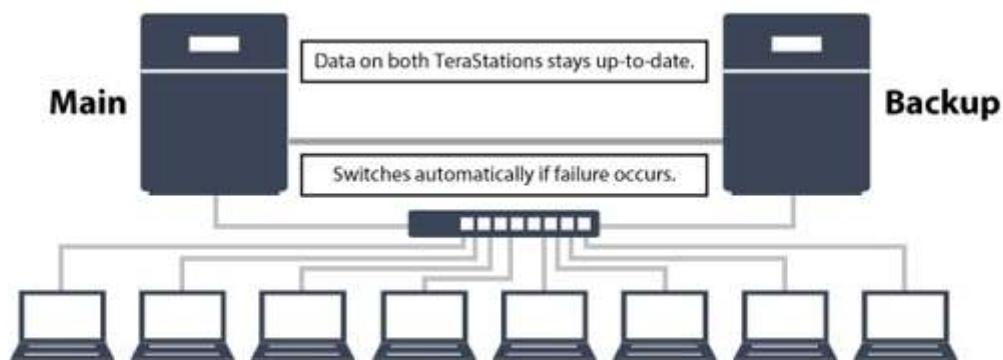 Data on both TeraStations stays up-to-date.
Main
Backup
Switches automatically if failure occurs.